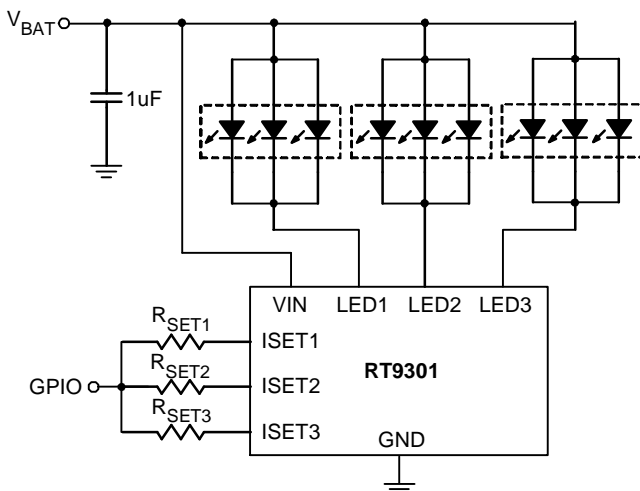 VBAT
1uF
VIN LED1 LED2 LED3
RSET1
ISET1
RSET2
GPIO
ISET2
RT9301
RSET3
ISET3
GND